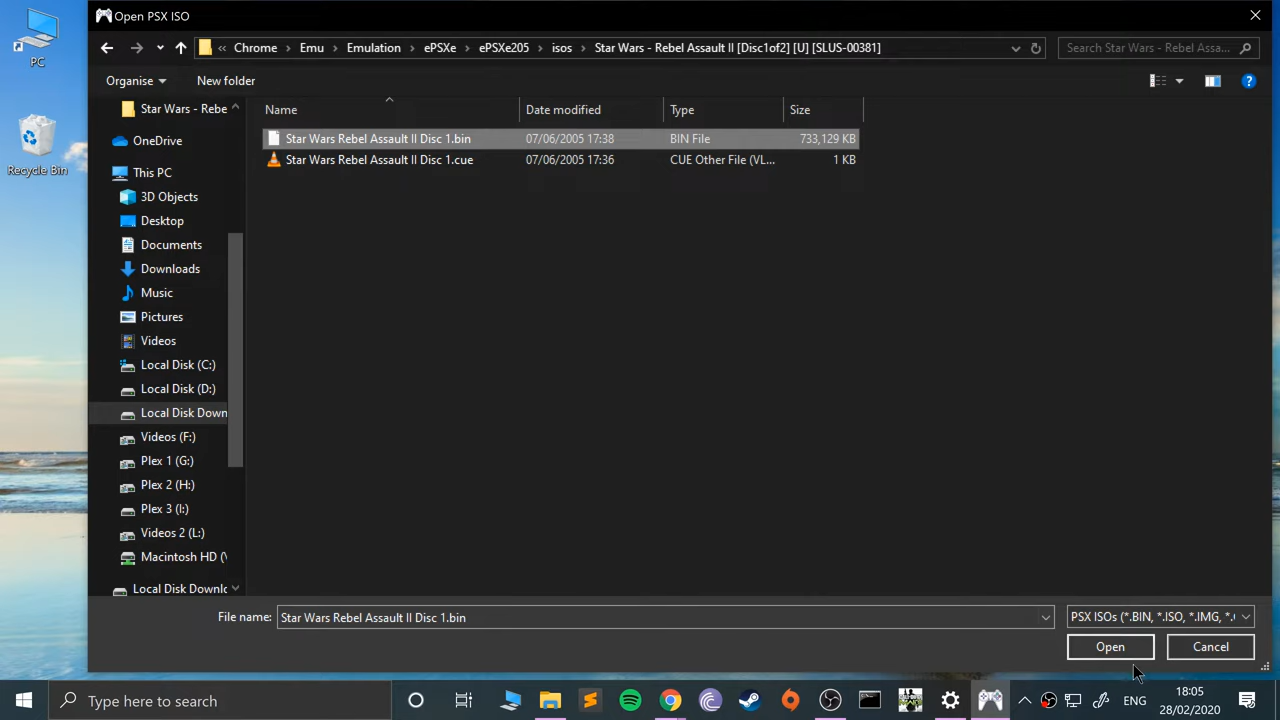 PC
Recycle Bin
Open PSX ISO
« Chrome > Emu > Emulation > ePSXe > ePSXe205 > isos > Star Wars - Rebel Assault II [Disc1of2] [U] [SLUS-00381]
Search Star Wars - Rebel Assa...
Organise
New folder
Star Wars - Rebe
OneDrive
This PC
3D Objects
Desktop
Documents
Downloads
Music
Pictures
Videos
Local Disk (C:)
Local Disk (D:)
Local Disk Down
Videos (F:)
Plex 1 (G:)
Plex 2 (H:)
Plex 3 (I:)
Videos 2 (L:)
Macintosh HD (\
Local Disk Downlc
Name Date modified Type Size
Star Wars Rebel Assault II Disc 1.bin 07/06/2005 17:38 BIN File 733,129 KB
Star Wars Rebel Assault II Disc 1.cue 07/06/2005 17:36 CUE Other File (VL... 1 KB
File name: Star Wars Rebel Assault II Disc 1.bin
PSX ISOs (*.BIN, *.ISO, *.IMG, *.
Open
Cancel
Type here to search
ENG
18:05
28/02/2020